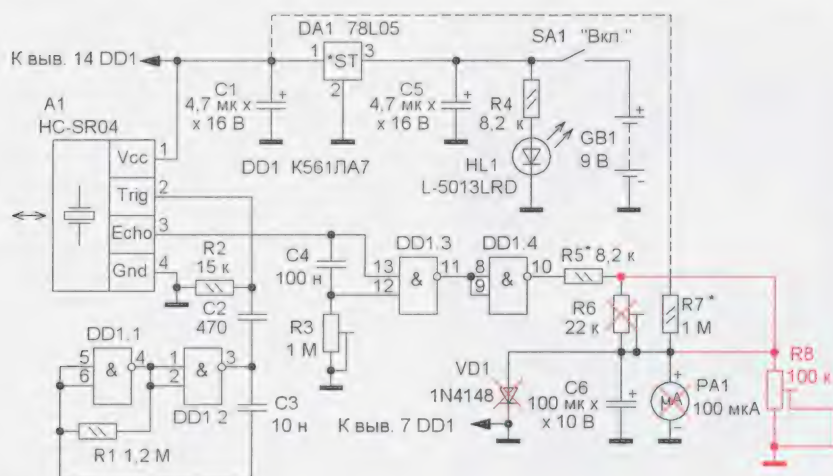 DA1 78L05
К выв. 14 DD1
1
*ST
3
2
SA1 "Вкл"
C1
4,7 мк х
х 16 В
+
C5
4,7 мк х
х 16 В
+
R4
8,2 к
HL1
L-5013LRD
+
GB1
9 В
-
A1
HC-SR04
Vcc
1
Trig
2
Echo
3
Gnd
4
DD1 К561ЛА7
R2
15 к
C2
470
C4
100 н
R3
1 М
DD1.3
13
12
&
11
DD1.4
8
9
&
10
R5* 8,2 к
R6
22 к
R7*
1 М
R8
100 к
DD1.1
5
6
&
4
1
2
&
3
DD1.2
C3
10 н
R1 1,2 М
VD1
1N4148
К выв. 7 DD1
C6
100 мк х
х 10 В
+
+
мА
-
PA1
100 мкА